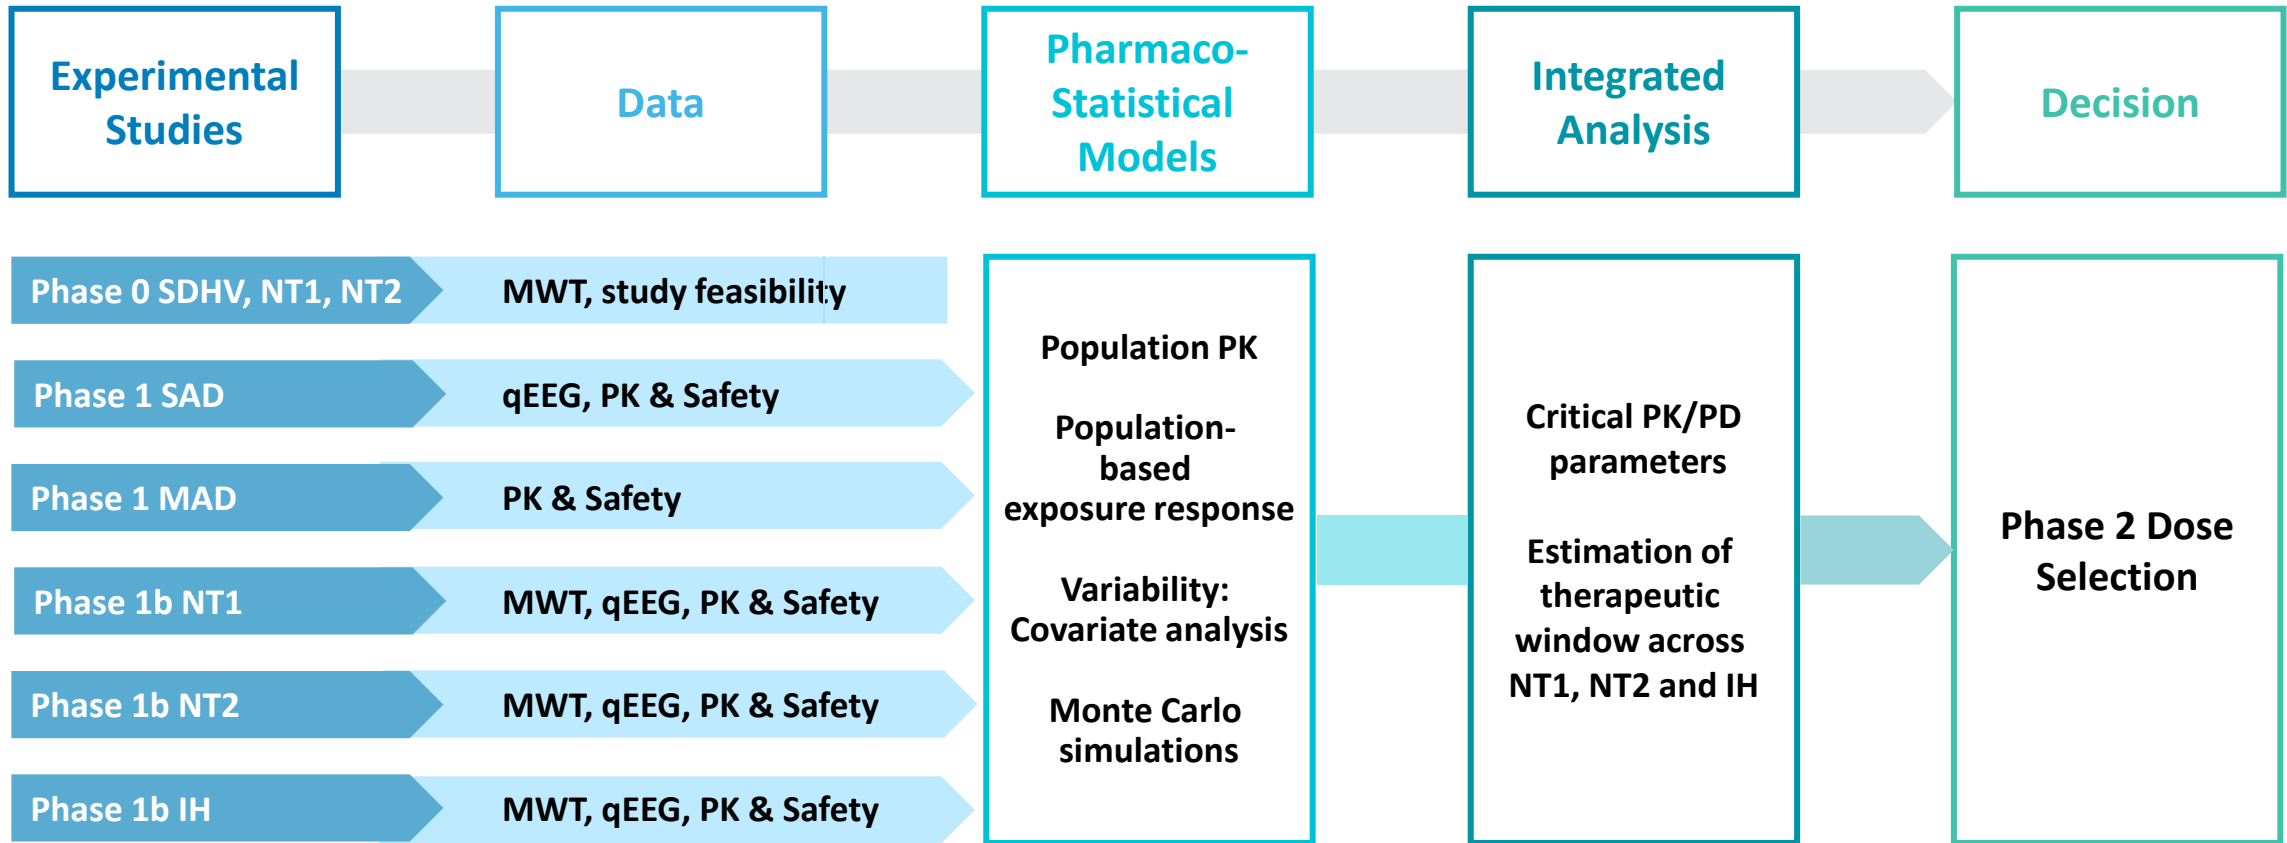 Experimental
Studies
Data
Pharmaco-
Statistical
Models
Integrated
Analysis
Decision
Phase 0 SDHV, NT1, NT2
MWT, study feasibility
Phase 1 SAD
qEEG, PK & Safety
Phase 1 MAD
PK & Safety
Phase 1b NT1
MWT, qEEG, PK & Safety
Phase 1b NT2
MWT, qEEG, PK & Safety
Phase 1b IH
MWT, qEEG, PK & Safety
Population PK
Population-
based
exposure response
Variability:
Covariate analysis
Monte Carlo
simulations
Critical PK/PD
parameters
Estimation of
therapeutic
window across
NT1, NT2 and IH
Phase 2 Dose
Selection